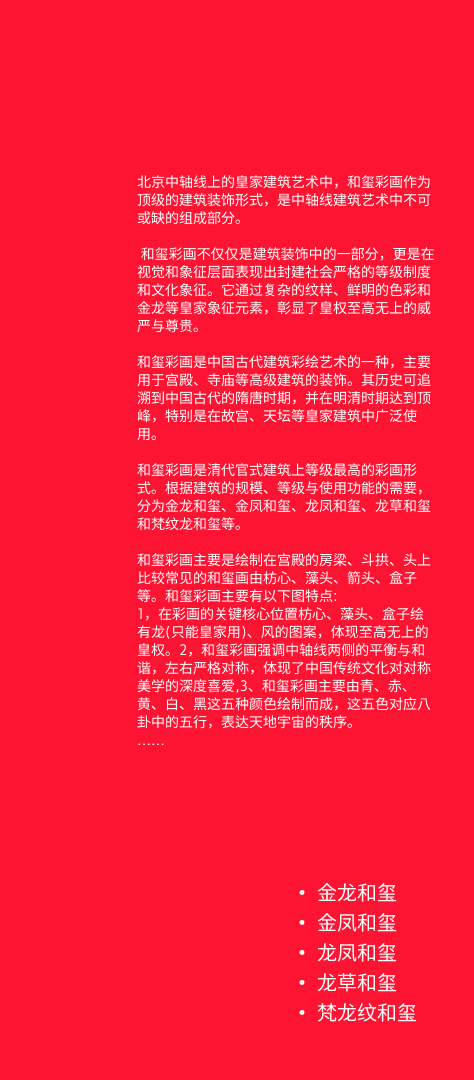 北京中轴线上的皇家建筑艺术中，和玺彩画作为
顶级的建筑装饰形式，是中轴线建筑艺术中不可
或缺的组成部分。
和玺彩画不仅仅是建筑装饰中的一部分，更是在
视觉和象征层面表现出封建社会严格的等级制度
和文化象征。它通过复杂的纹样、鲜明的色彩和
金龙等皇家象征元素，彰显了皇权至高无上的威
严与尊贵。
和玺彩画是中国古代建筑彩绘艺术的一种，主要
用于宫殿、寺庙等高级建筑的装饰。其历史可追
溯到中国古代的隋唐时期，并在明清时期达到顶
峰，特别是在故宫、天坛等皇家建筑中广泛使
用。
和玺彩画是清代官式建筑上等级最高的彩画形
式。根据建筑的规模、等级与使用功能的需要，
分为金龙和玺、金凤和玺、龙凤和玺、龙草和玺
和梵纹龙和玺等。
和玺彩画主要是绘制在宫殿的房梁、斗拱、头上
比较常见的和玺画由枋心、藻头、箭头、盒子
等。和玺彩画主要有以下图特点:
1，在彩画的关键核心位置枋心、藻头、盒子绘
有龙(只能皇家用)、风的图案，体现至高无上的
皇权。2，和玺彩画强调中轴线两侧的平衡与和
谐，左右严格对称，体现了中国传统文化对对称
美学的深度喜爱,3、和玺彩画主要由青、赤、
黄、白、黑这五种颜色绘制而成，这五色对应八
卦中的五行，表达天地宇宙的秩序。
……
• 金龙和玺
• 金凤和玺
• 龙凤和玺
• 龙草和玺
• 梵龙纹和玺